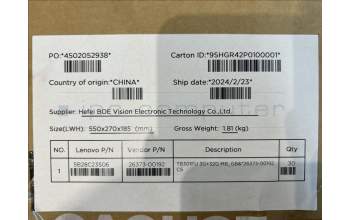 PO:*4502052938*
Carton ID:*9SHGR42P0100001*
Country of origin:*CHINA*
Ship date:*2024/2/23*
Supplier: Hefei BOE Vision Electronic Technology Co.,Ltd.
Size(LWH): 550x270x185 (mm)
Gross Weight: 1.81 (kg)
NO. Lenovo P/N Vendor P/N Description Qty
1 5B28C23506 26373-00192 30
CS